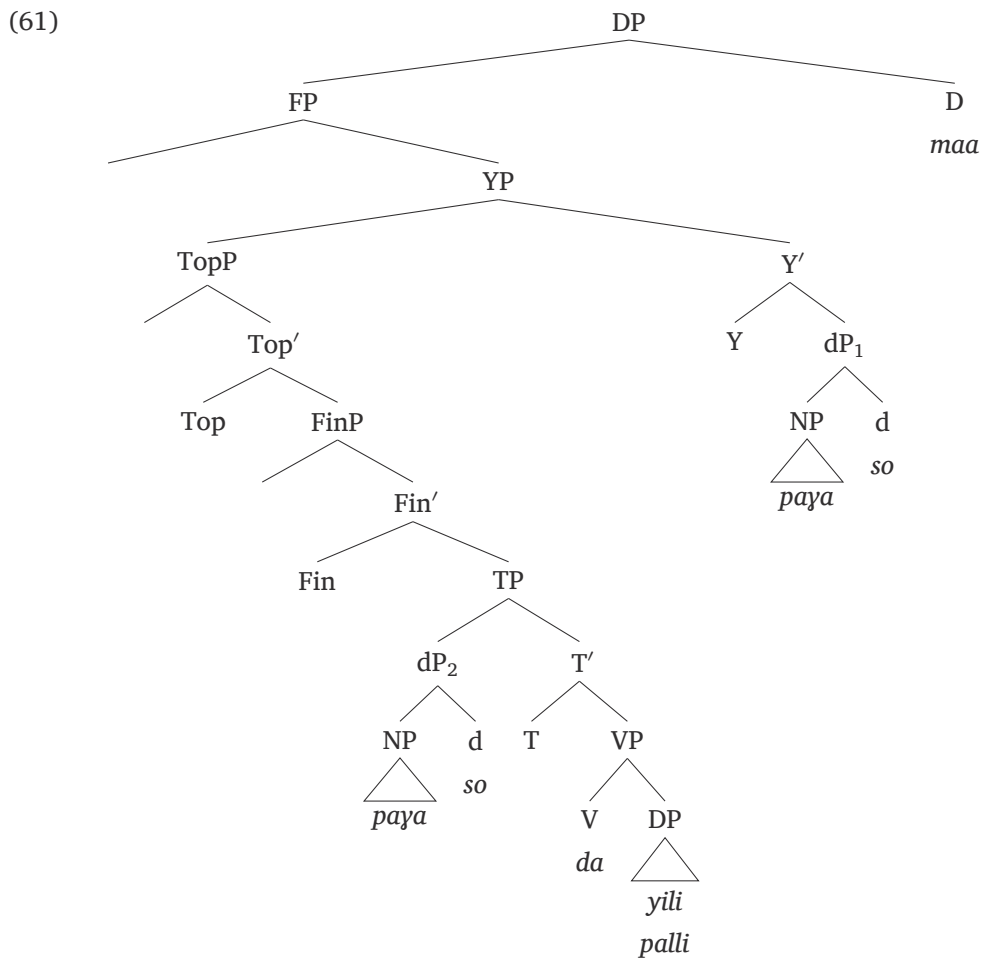 (61)
DP
FP D
maa
YP
TopP Y′
Top′ Y dP₁
Top FinP NP d
so
paɣa
Fin′
Fin TP
dP₂ T′
NP d T VP
so
paɣa V DP
da
yili
palli